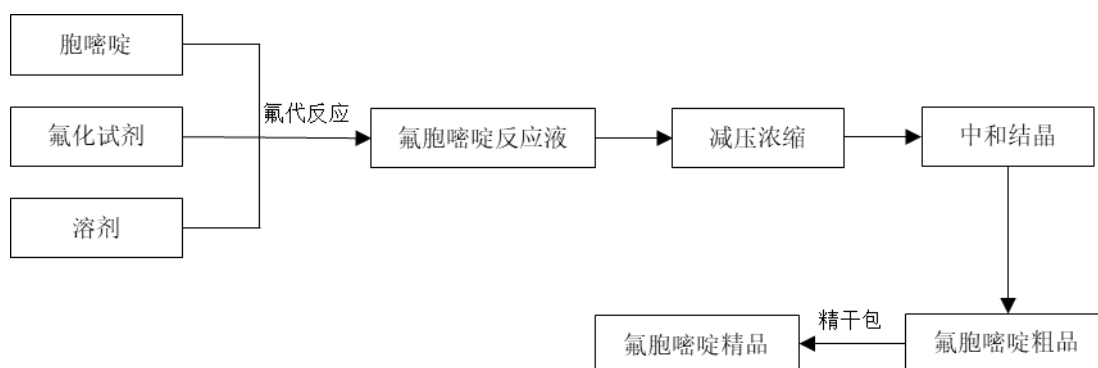 胞嘧啶
氟化试剂
溶剂
氟代反应
氟胞嘧啶反应液
减压浓缩
中和结晶
氟胞嘧啶粗品
精干包
氟胞嘧啶精品